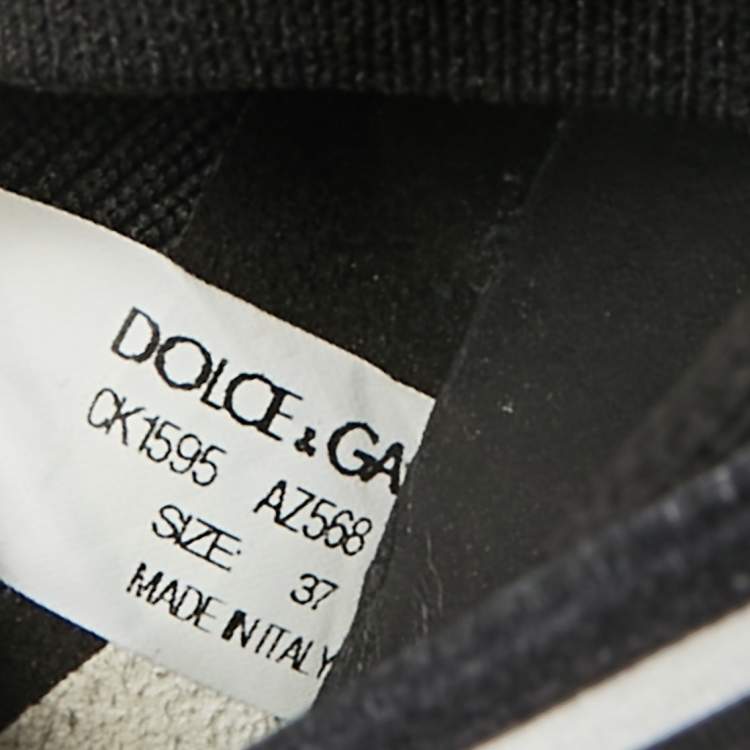 DOLCE & GA
CK1595 AZ568
SIZE: 37
MADE IN ITALY